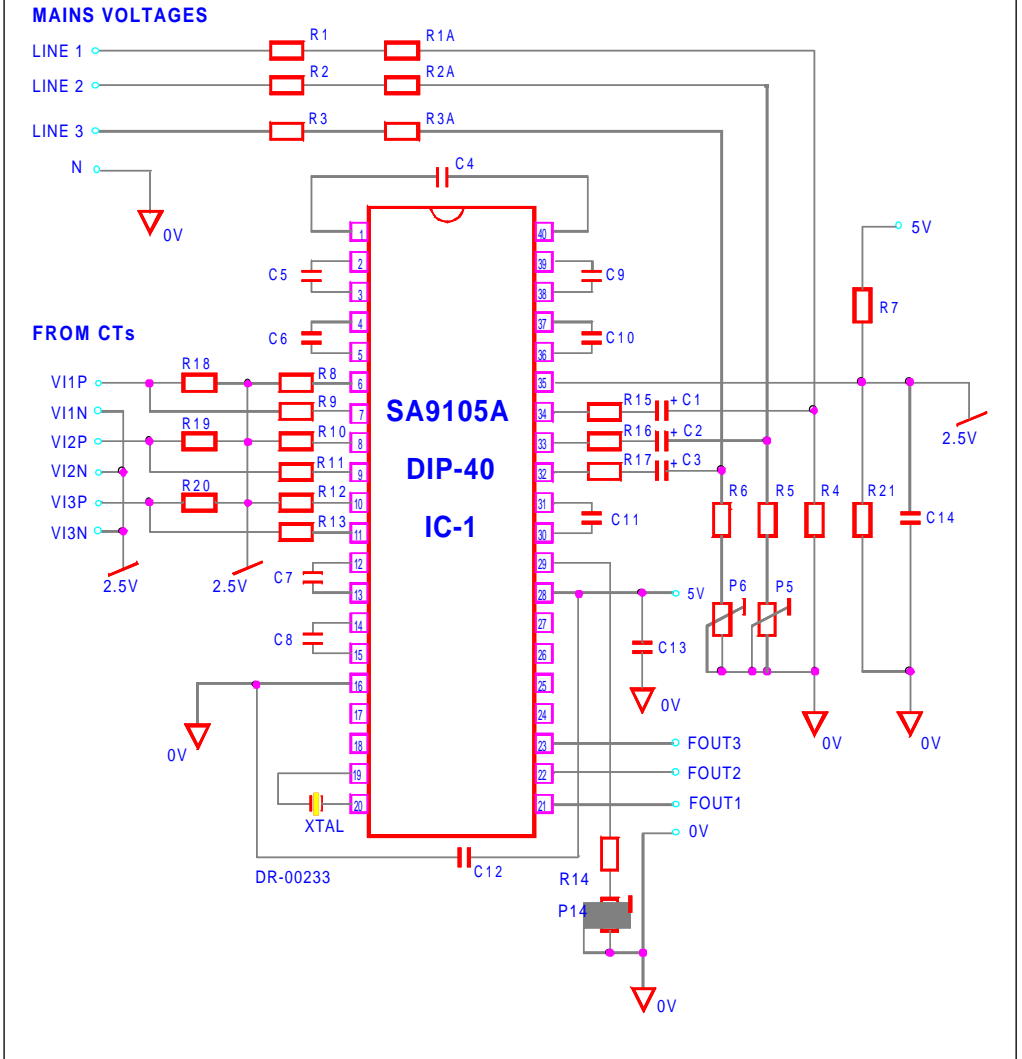 MAINS VOLTAGES
LINE 1
R1
R1A
LINE 2
R2
R2A
LINE 3
R3
R3A
N
0V
C4
1
40
5V
2
39
C5
C9
3
38
R7
FROM CTs
4
37
C6
C10
5
36
R18
R8
VI1P
6
35
R9
R15
+ C1
VI1N
7
34
SA9105A
2.5V
R19
R10
R16
+ C2
VI2P
8
33
R11
R17
+ C3
VI2N
9
32
DIP-40
R20
R12
R6
R5
R4
R21
VI3P
10
31
R13
C11
C14
VI3N
11
30
IC-1
12
29
2.5V
2.5V
C7
P6
P5
13
28
5V
14
27
C8
C13
15
26
16
25
0V
17
24
0V
0V
0V
18
23
FOUT3
19
22
FOUT2
20
21
FOUT1
XTAL
0V
C12
DR-00233
R14
P14
0V